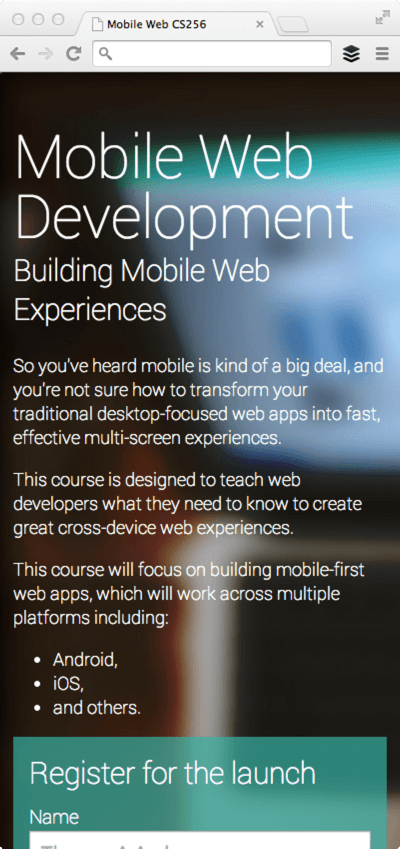 Mobile Web CS256
Mobile Web
Development
Building Mobile Web
Experiences
So you've heard mobile is kind of a big deal, and
you're not sure how to transform your
traditional desktop-focused web apps into fast,
effective multi-screen experiences.
This course is designed to teach web
developers what they need to know to create
great cross-device web experiences.
This course will focus on building mobile-first
web apps, which will work across multiple
platforms including:
• Android,
• iOS,
• and others.
Register for the launch
Name